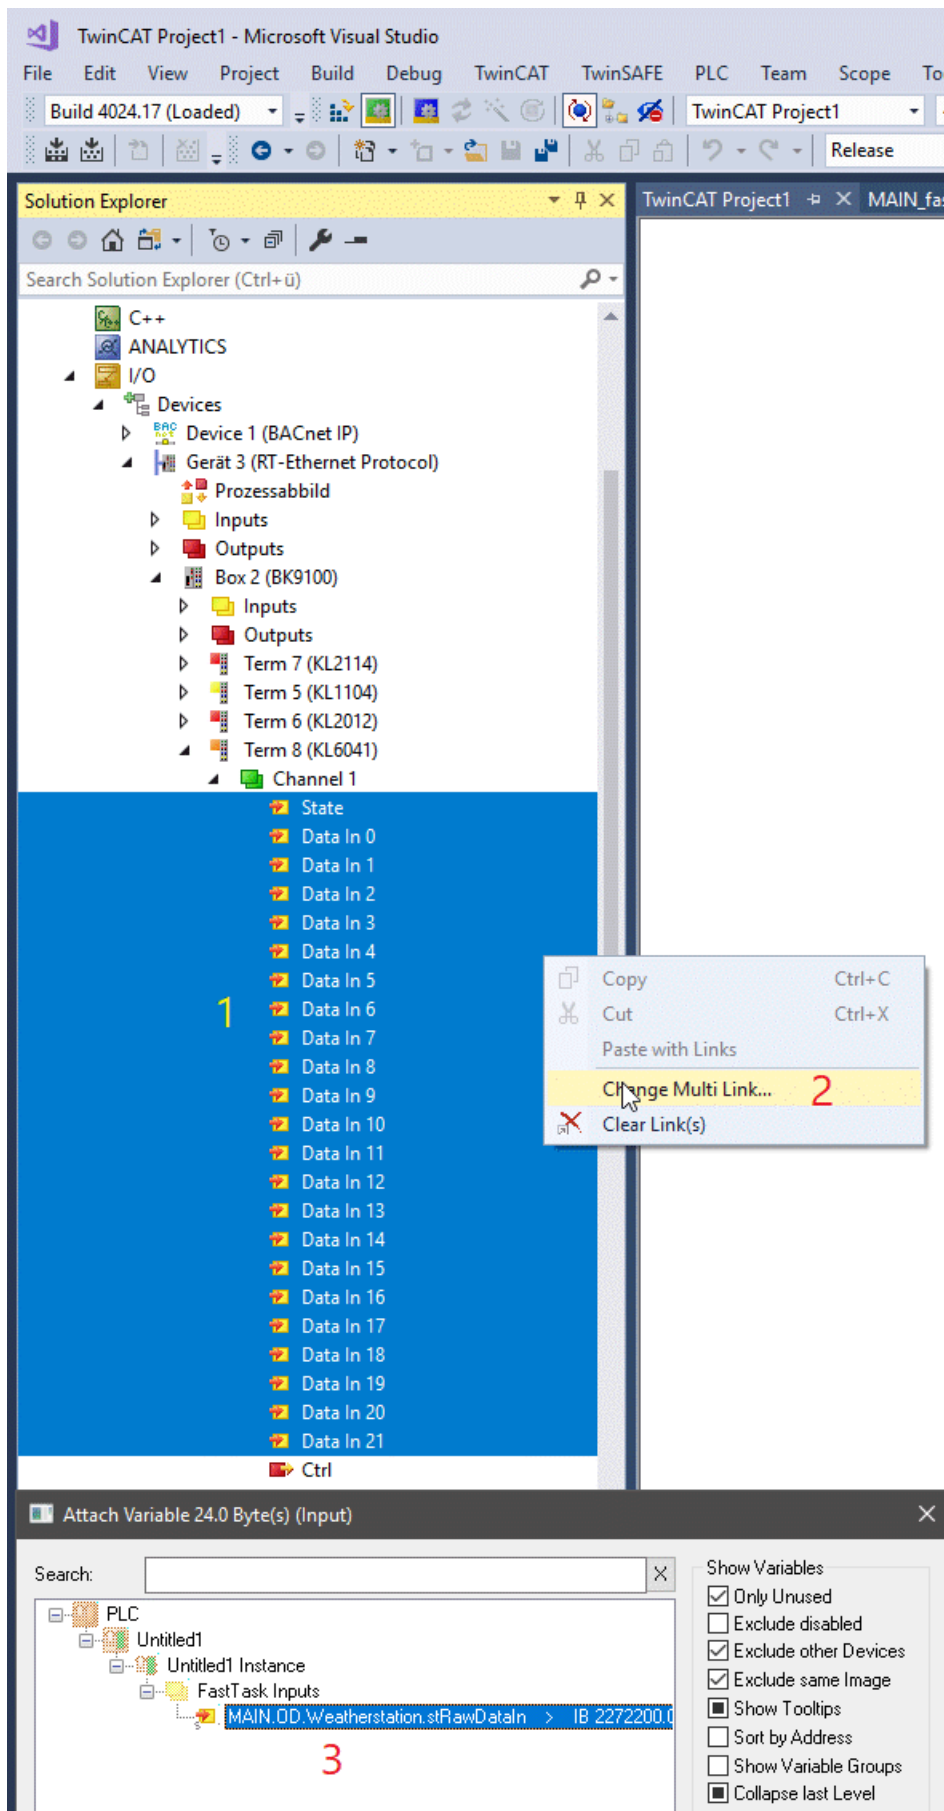 TwinCAT Project1 - Microsoft Visual Studio
File Edit View Project Build Debug TwinCAT TwinSAFE PLC Team Scope To
Build 4024.17 (Loaded) TwinCAT Project1
Release
Solution Explorer
TwinCAT Project1 MAIN_fas
Search Solution Explorer (Ctrl+ü)
C++
ANALYTICS
I/O
Devices
Device 1 (BACnet IP)
Gerät 3 (RT-Ethernet Protocol)
Prozessabbild
Inputs
Outputs
Box 2 (BK9100)
Inputs
Outputs
Term 7 (KL2114)
Term 5 (KL1104)
Term 6 (KL2012)
Term 8 (KL6041)
Channel 1
State
Data In 0
Data In 1
Data In 2
Data In 3
Data In 4
Data In 5
Data In 6
Data In 7
Data In 8
Data In 9
Data In 10
Data In 11
Data In 12
Data In 13
Data In 14
Data In 15
Data In 16
Data In 17
Data In 18
Data In 19
Data In 20
Data In 21
Ctrl
1
Copy Ctrl+C
Cut Ctrl+X
Paste with Links
Change Multi Link... 2
Clear Link(s)
Attach Variable 24.0 Byte(s) (Input)
Search:
PLC
Untitled1
Untitled1 Instance
FastTask Inputs
MAIN.OD.Weatherstation.stRawDataIn > IB 2272200.0
3
Show Variables
Only Unused
Exclude disabled
Exclude other Devices
Exclude same Image
Show Tooltips
Sort by Address
Show Variable Groups
Collapse last Level